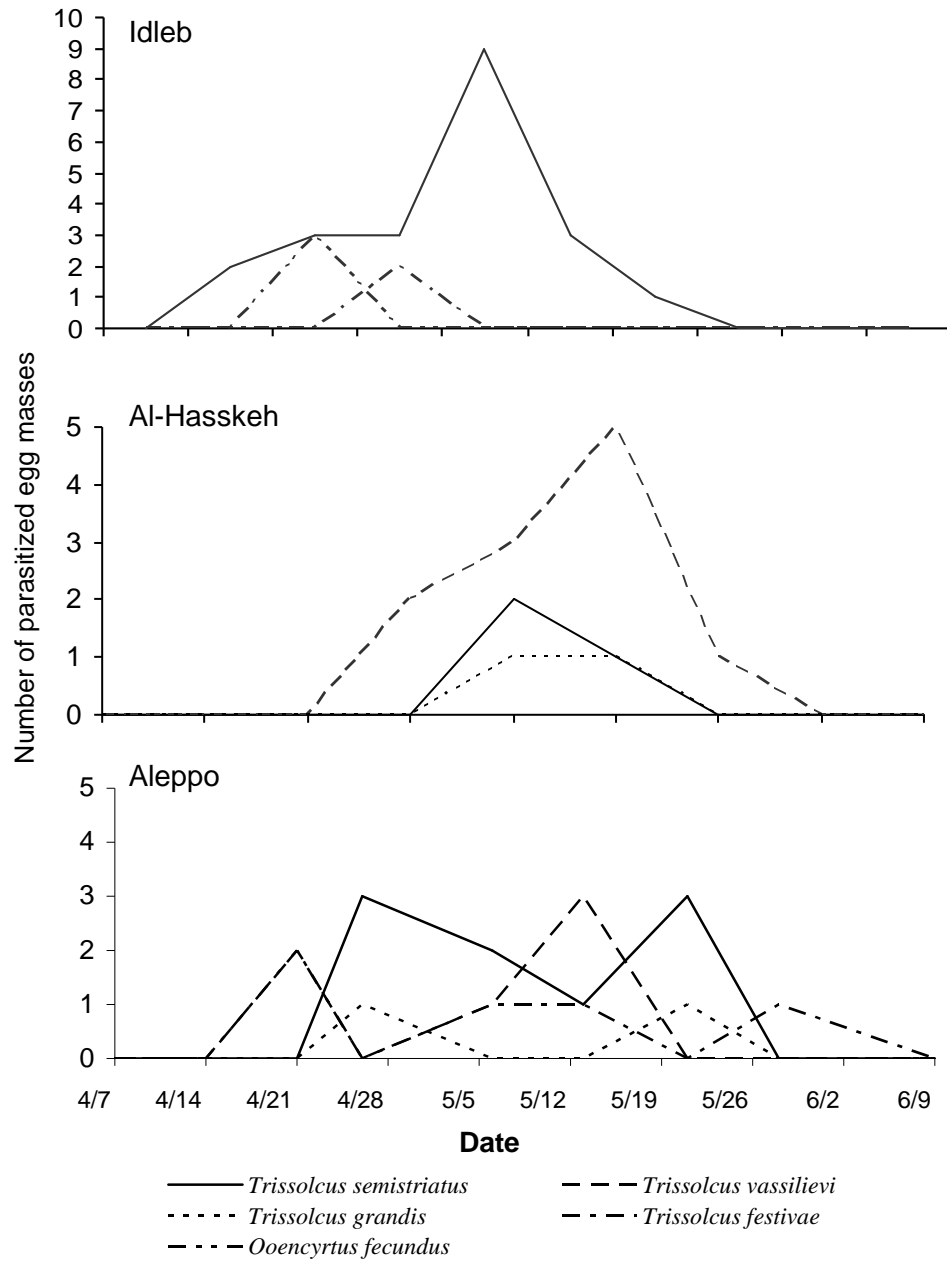 Idleb
10
9
8
7
6
5
4
3
2
1
0
Number of parasitized egg masses
Al-Hasskeh
5
4
3
2
1
0
Aleppo
5
4
3
2
1
0
4/7 4/14 4/21 4/28 5/5 5/12 5/19 5/26 6/2 6/9
Date
Trissolcus semistriatus Trissolcus vassilievi
Trissolcus grandis Trissolcus festivae
Ooencyrtus fecundus